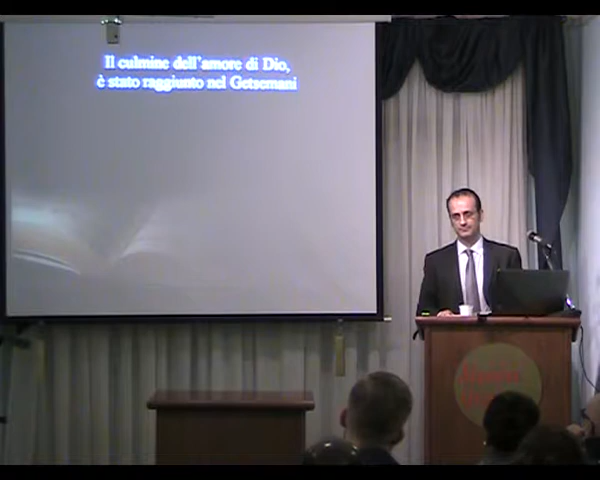 Il culmine dell'amore di Dio,
è stato raggiunto nel Getsemani